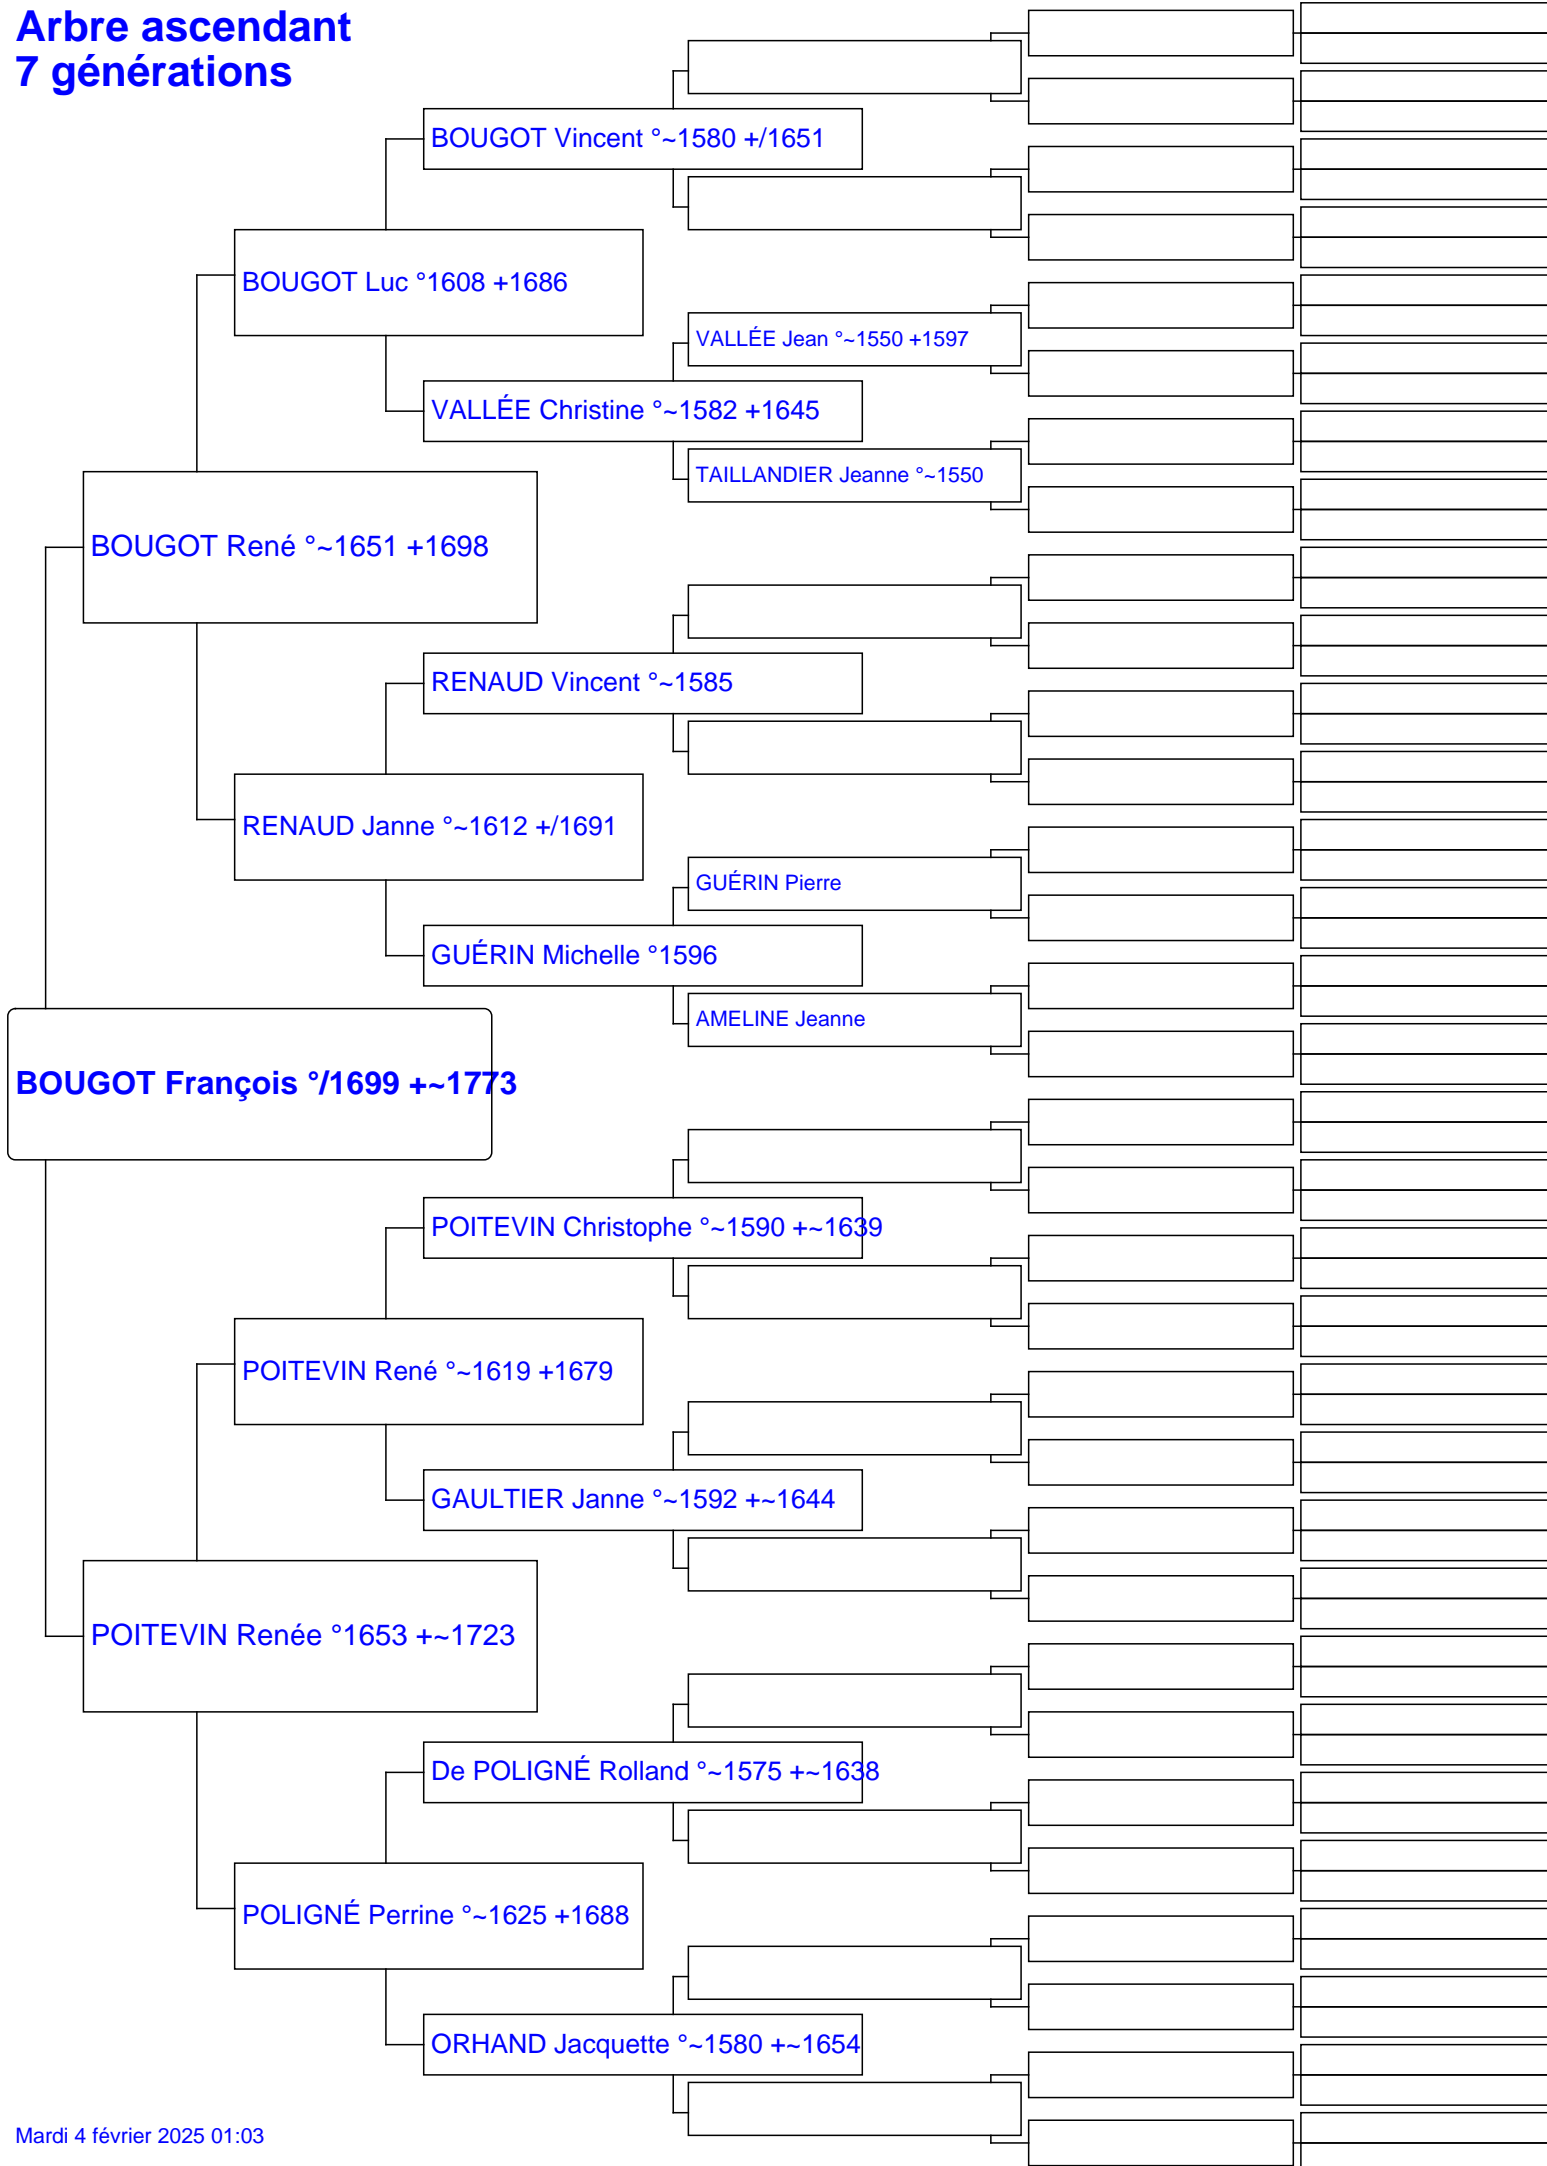 Arbre ascendant
7 générations
BOUGOT Vincent °~1580 +/1651
BOUGOT Luc °1608 +1686
VALLÉE Jean °~1550 +1597
VALLÉE Christine °~1582 +1645
TAILLANDIER Jeanne °~1550
BOUGOT René °~1651 +1698
RENAUD Vincent °~1585
RENAUD Janne °~1612 +/1691
GUÉRIN Pierre
GUÉRIN Michelle °1596
AMELINE Jeanne
BOUGOT François °/1699 +~1773
POITEVIN Christophe °~1590 +~1639
POITEVIN René °~1619 +1679
GAULTIER Janne °~1592 +~1644
POITEVIN Renée °1653 +~1723
De POLIGNÉ Rolland °~1575 +~1638
POLIGNÉ Perrine °~1625 +1688
ORHAND Jacquette °~1580 +~1654
Mardi 4 février 2025 01:03